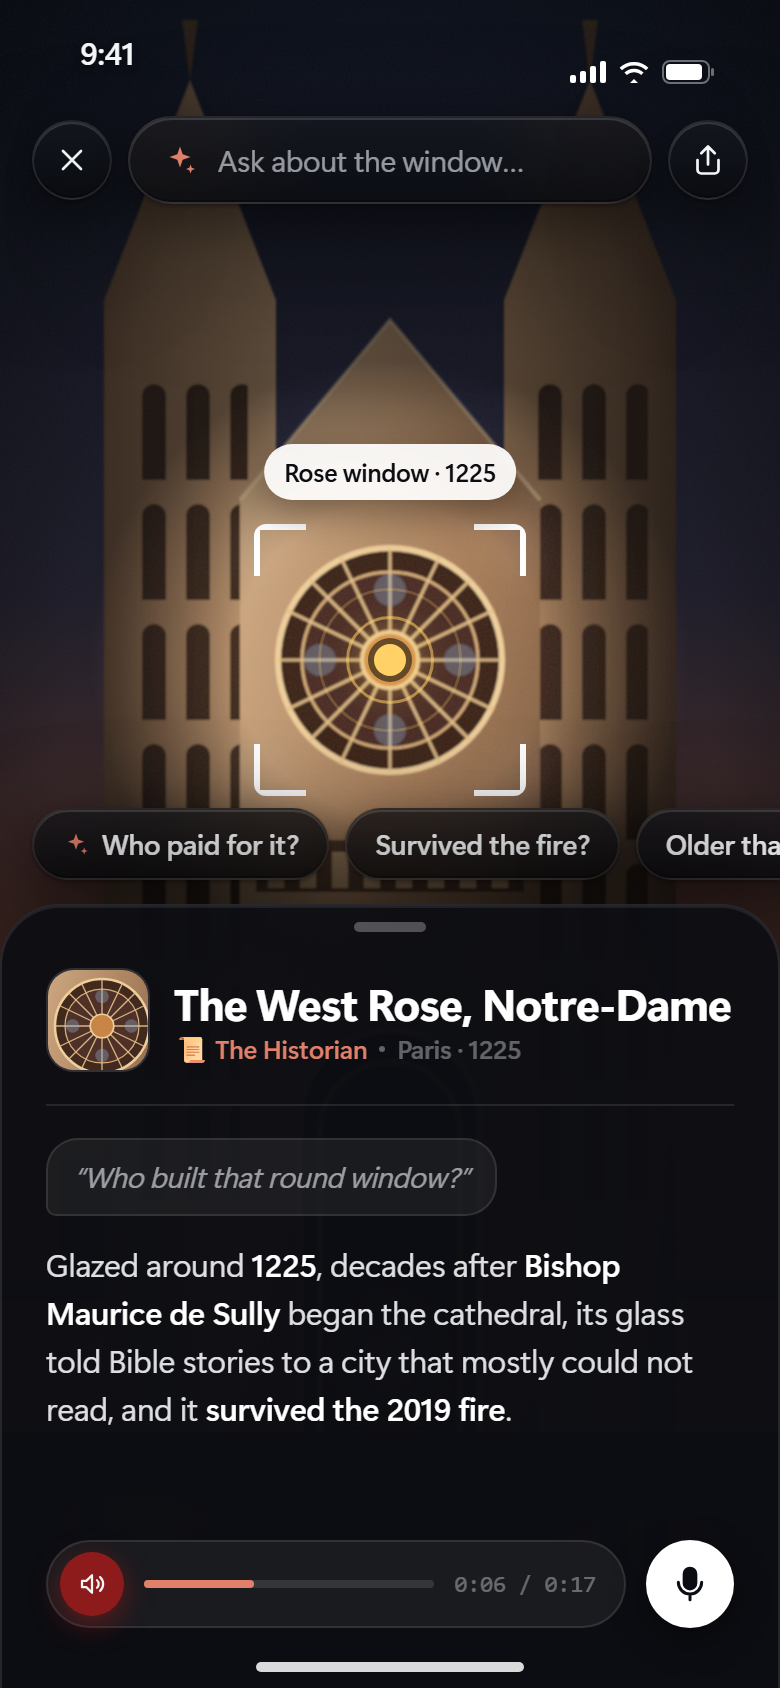 9:41
Ask about the window...
Rose window · 1225
Who paid for it?
Survived the fire?
Older tha
The West Rose, Notre-Dame
The Historian • Paris · 1225
"Who built that round window?"
Glazed around 1225, decades after Bishop
Maurice de Sully began the cathedral, its glass
told Bible stories to a city that mostly could not
read, and it survived the 2019 fire.
0:06 / 0:17